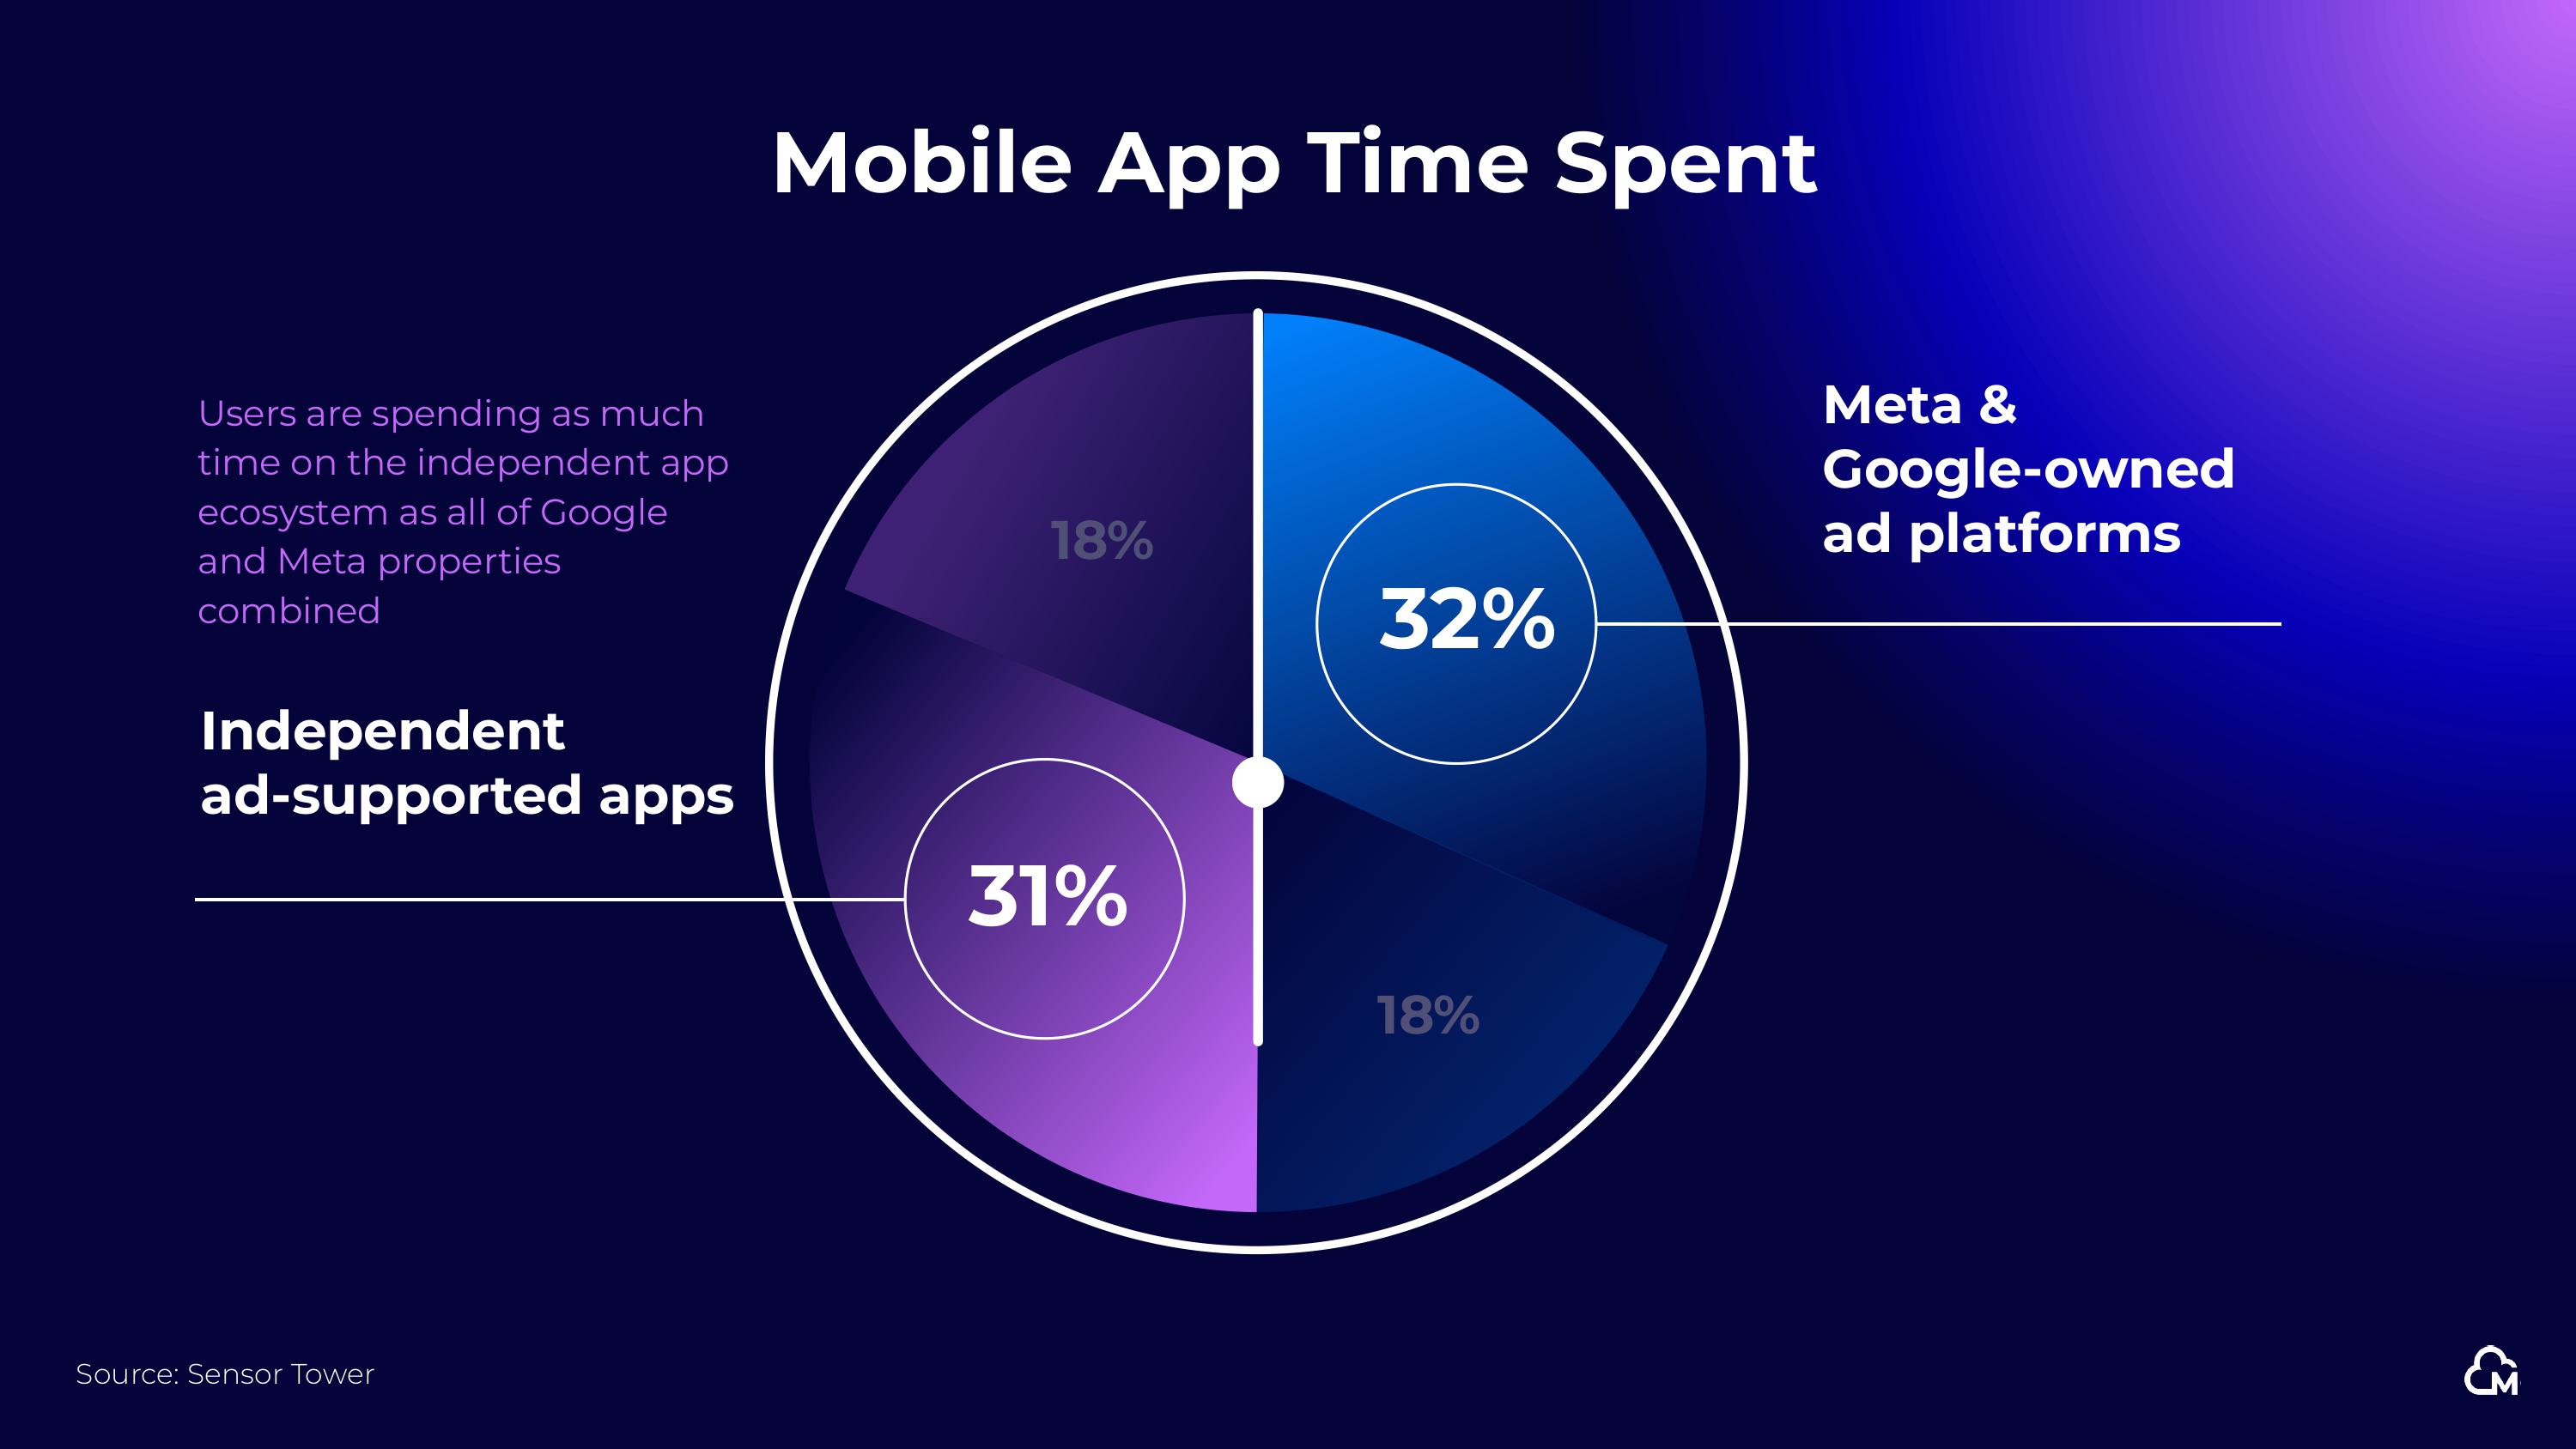 Mobile App Time Spent
Users are spending as much
time on the independent app
ecosystem as all of Google
and Meta properties
combined
Independent
ad-supported apps
18%
31%
32%
18%
Meta &
Google-owned
ad platforms
Source: Sensor Tower
M